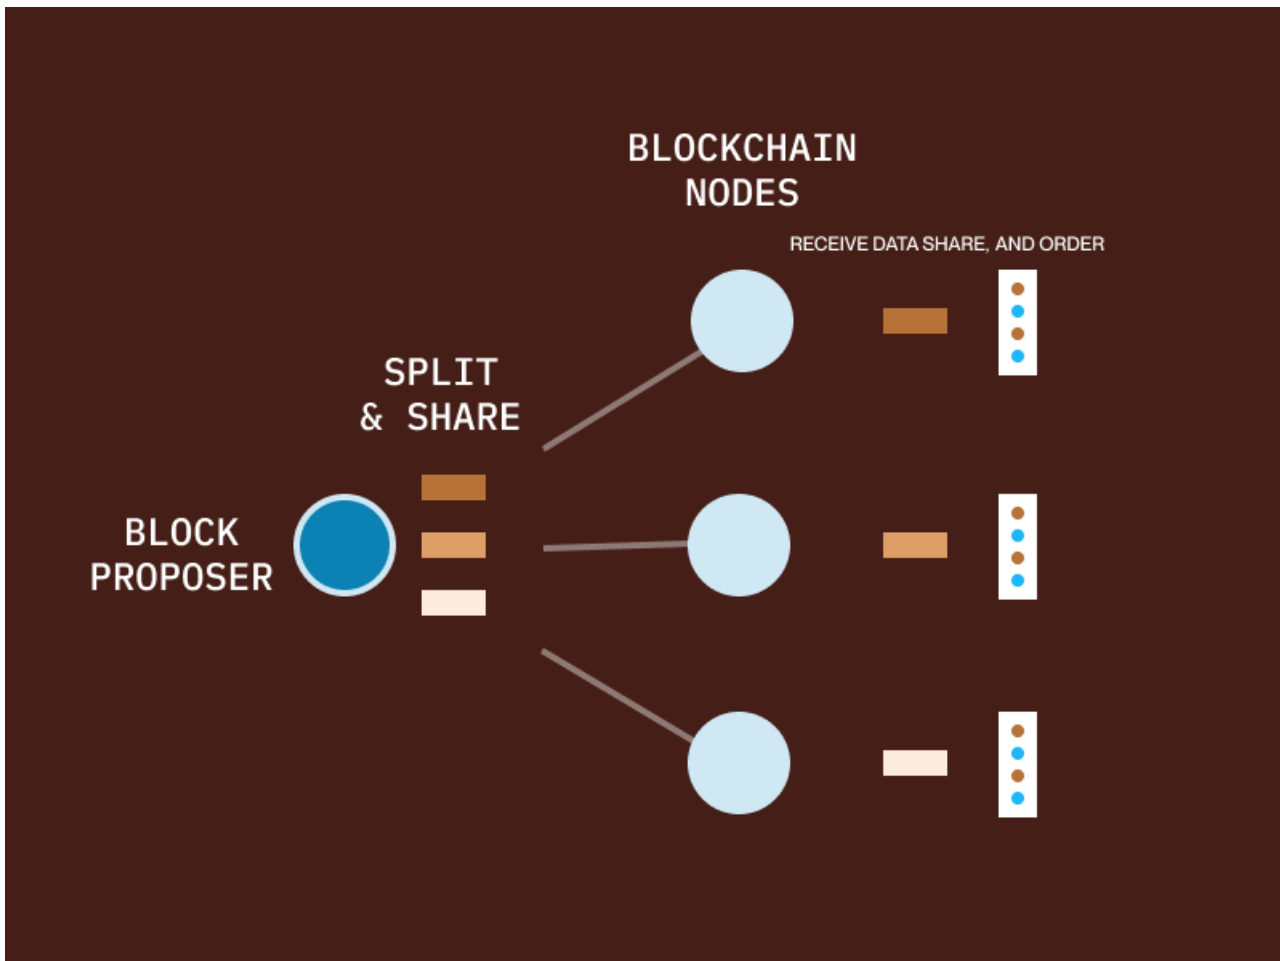 BLOCKCHAIN
NODES
RECEIVE DATA SHARE, AND ORDER
SPLIT
& SHARE
BLOCK
PROPOSER